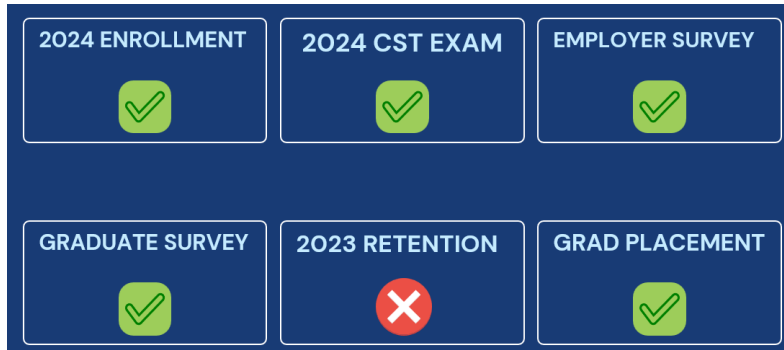 2024 ENROLLMENT
2024 CST EXAM
EMPLOYER SURVEY
GRADUATE SURVEY
2023 RETENTION
GRAD PLACEMENT